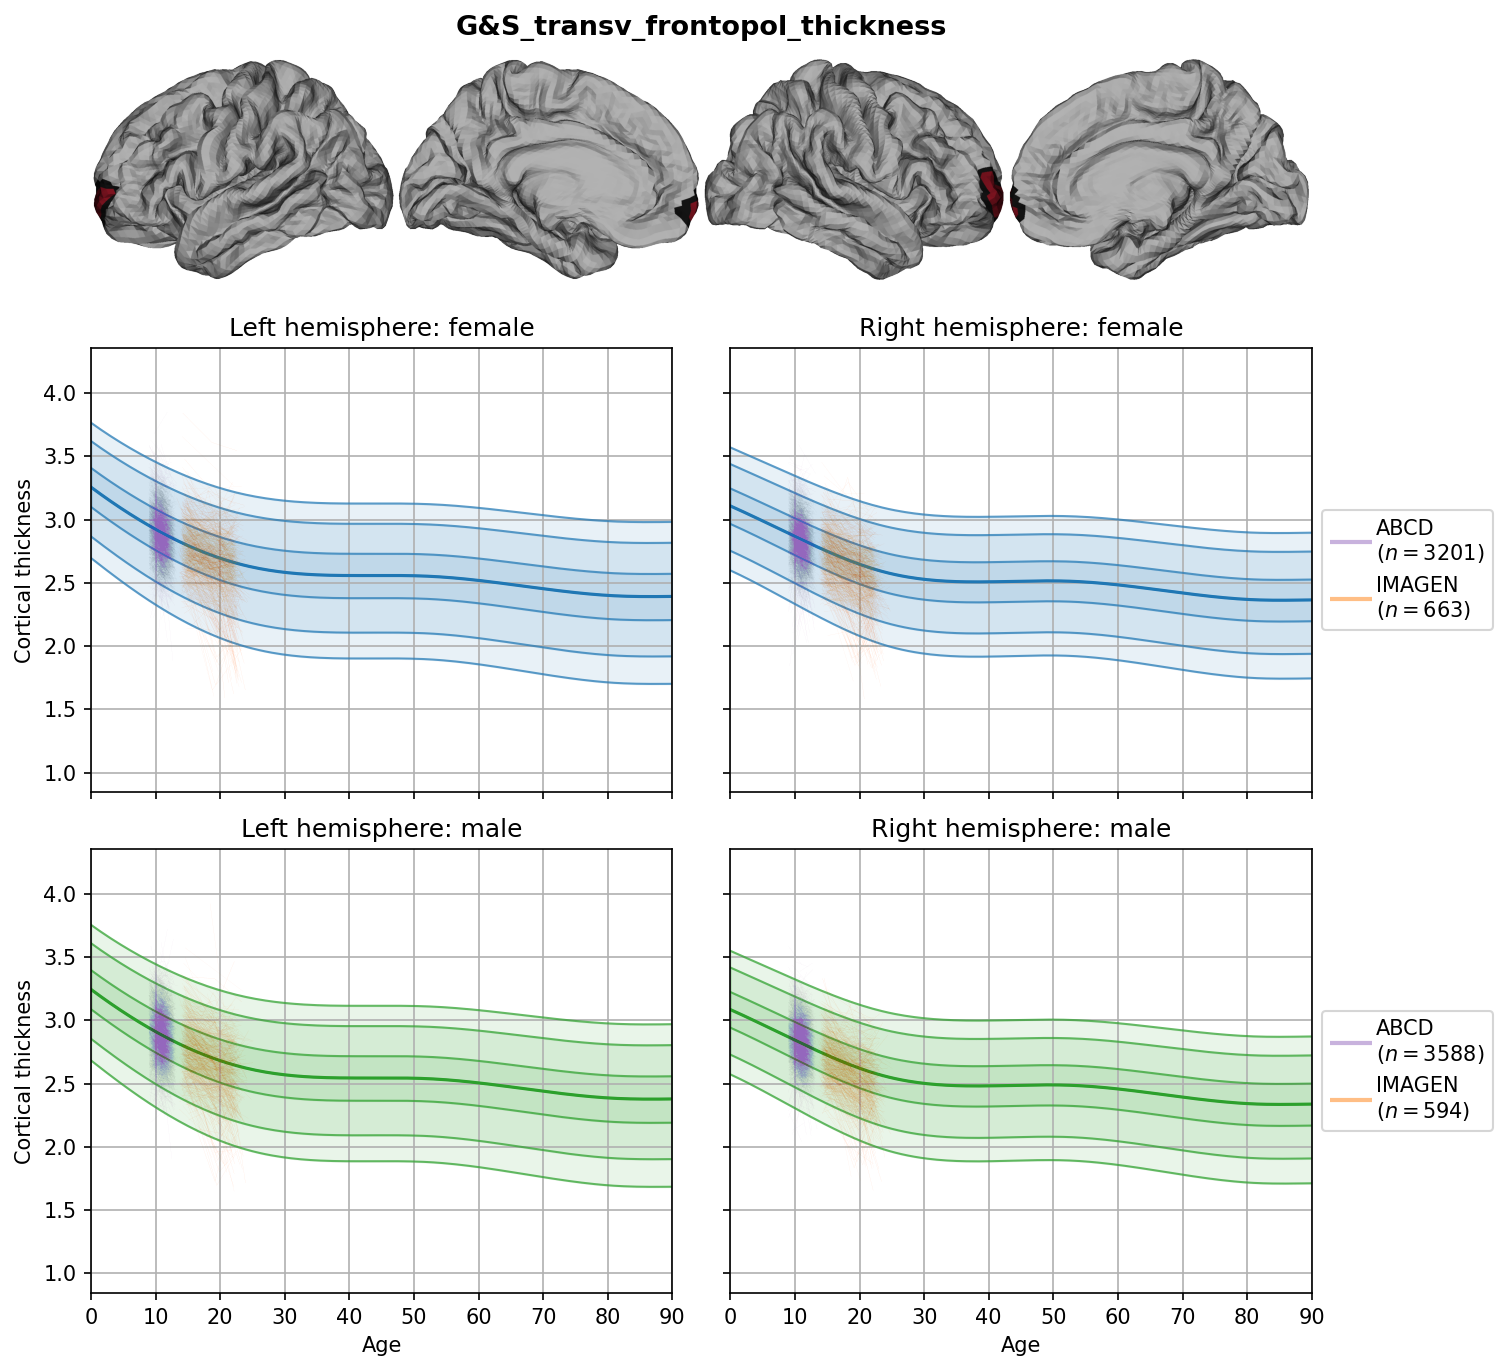 G&S_transv_frontopol_thickness
Left hemisphere: female
Right hemisphere: female
Cortical thickness
4.0
3.5
3.0
2.5
2.0
1.5
1.0
ABCD
(n = 3201)
IMAGEN
(n = 663)
Left hemisphere: male
Right hemisphere: male
Cortical thickness
4.0
3.5
3.0
2.5
2.0
1.5
1.0
ABCD
(n = 3588)
IMAGEN
(n = 594)
0 10 20 30 40 50 60 70 80 90
0 10 20 30 40 50 60 70 80 90
Age
Age